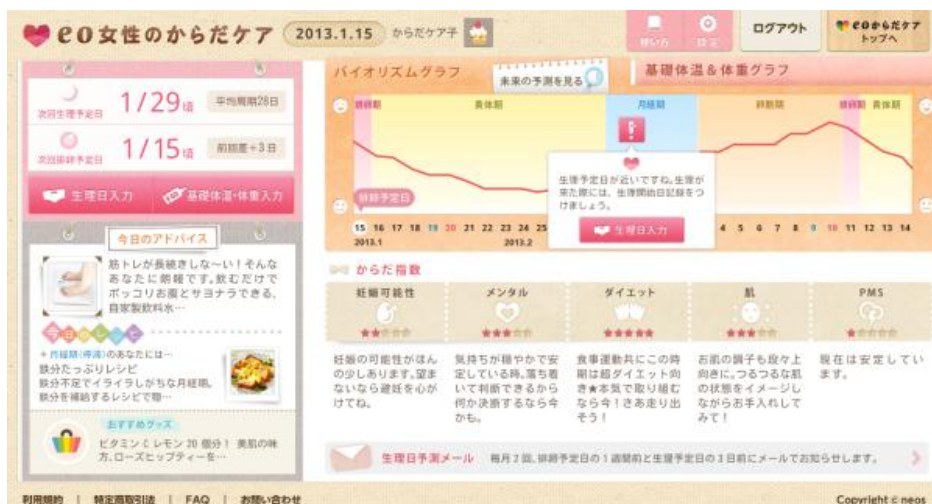 eo女性のからだケア
2013.1.15
からだケア子
使い方
設定
ログアウト
eoからだケア
トップへ
次回生理予定日
1/29頃
平均周期28日
次回排卵予定日
1/15頃
前回差+3日
生理日入力
基礎体温・体重入力
今日のアドバイス
筋トレが長続きしな〜い!そんな
あなたに朗報です。飲むだけで
ポッコリお腹とサヨナラできる、
自家製飲料水…
今日のレシピ
月経期(停滞)のあなたには…
鉄分たっぷりレシピ
鉄分不足でイライラしがちな月経期。
鉄分を補給するレシピで簡…
おすすめグッズ
ビタミンCレモン20個分! 美肌の味
方、ローズヒップティーを…
バイオリズムグラフ
未来の予測を見る
基礎体温&体重グラフ
排卵期
黄体期
月経期
卵胞期
排卵期
黄体期
生理予定日が近いですね。生理が
来た際には、生理開始日記録をつ
けましょう。
生理日入力
排卵予定日
15 16 17 18 19 20 21 22 23 24 25
4 5 6 7 8 9 10 11 12 13 14
2013.1
2013.2
からだ指数
妊娠可能性
★★☆☆☆
妊娠の可能性がほん
の少しあります。望ま
ないなら避妊を心が
けてね。
メンタル
★★★☆☆
気持ちが穏やかで安
定している時。落ち着
いて判断できるから
何か決断するなら今
かも。
ダイエット
★★★★★
食事運動共にこの時
期は超ダイエット向
き★本気で取り組む
なら今!さあ走り出
そう!
肌
★★★☆☆
お肌の調子も段々上
向きに。つるつるな肌
の状態をイメージし
ながらお手入れして
みて!
PMS
★☆☆☆☆
現在は安定してい
ます。
生理日予測メール
毎月2回、排卵予定日の1週間前と生理予定日の3日前にメールでお知らせします。
利用規約 | 特定商取引法 | FAQ | お問い合わせ
Copyright c neos